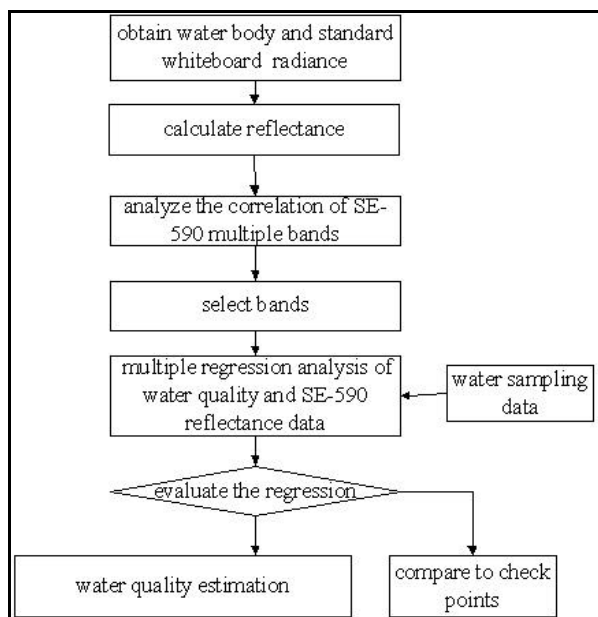 obtain water body and standard
whiteboard radiance
calculate reflectance
analyze the correlation of SE-
590 multiple bands
select bands
multiple regression analysis of
water quality and SE-590
reflectance data
water sampling
data
evaluate the regression
water quality estimation
compare to check
points